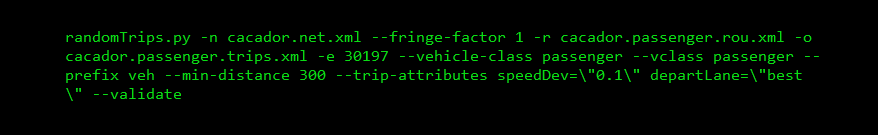 randomTrips.py -n cacador.net.xml --fringe-factor 1 -r cacador.passenger.rou.xml -o
cacador.passenger.trips.xml -e 30197 --vehicle-class passenger --vclass passenger --
prefix veh --min-distance 300 --trip-attributes speedDev=\"0.1\" departLane=\"best
\" --validate